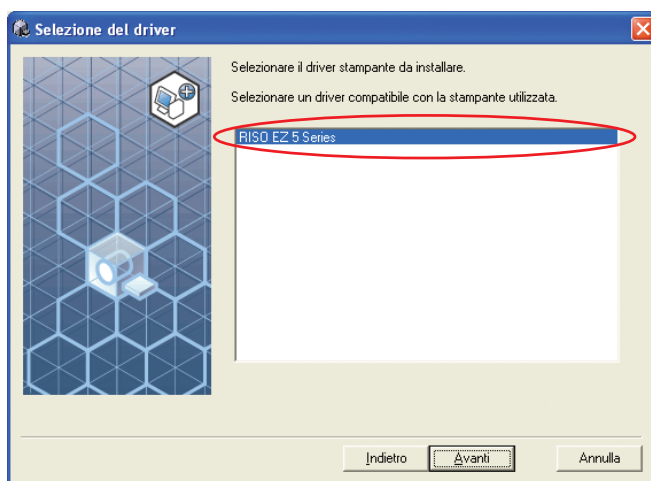 Selezione del driver
Selezionare il driver stampante da installare.
Selezionare un driver compatibile con la stampante utilizzata.
RISO EZ 5 Series
Indietro
Avanti
Annulla